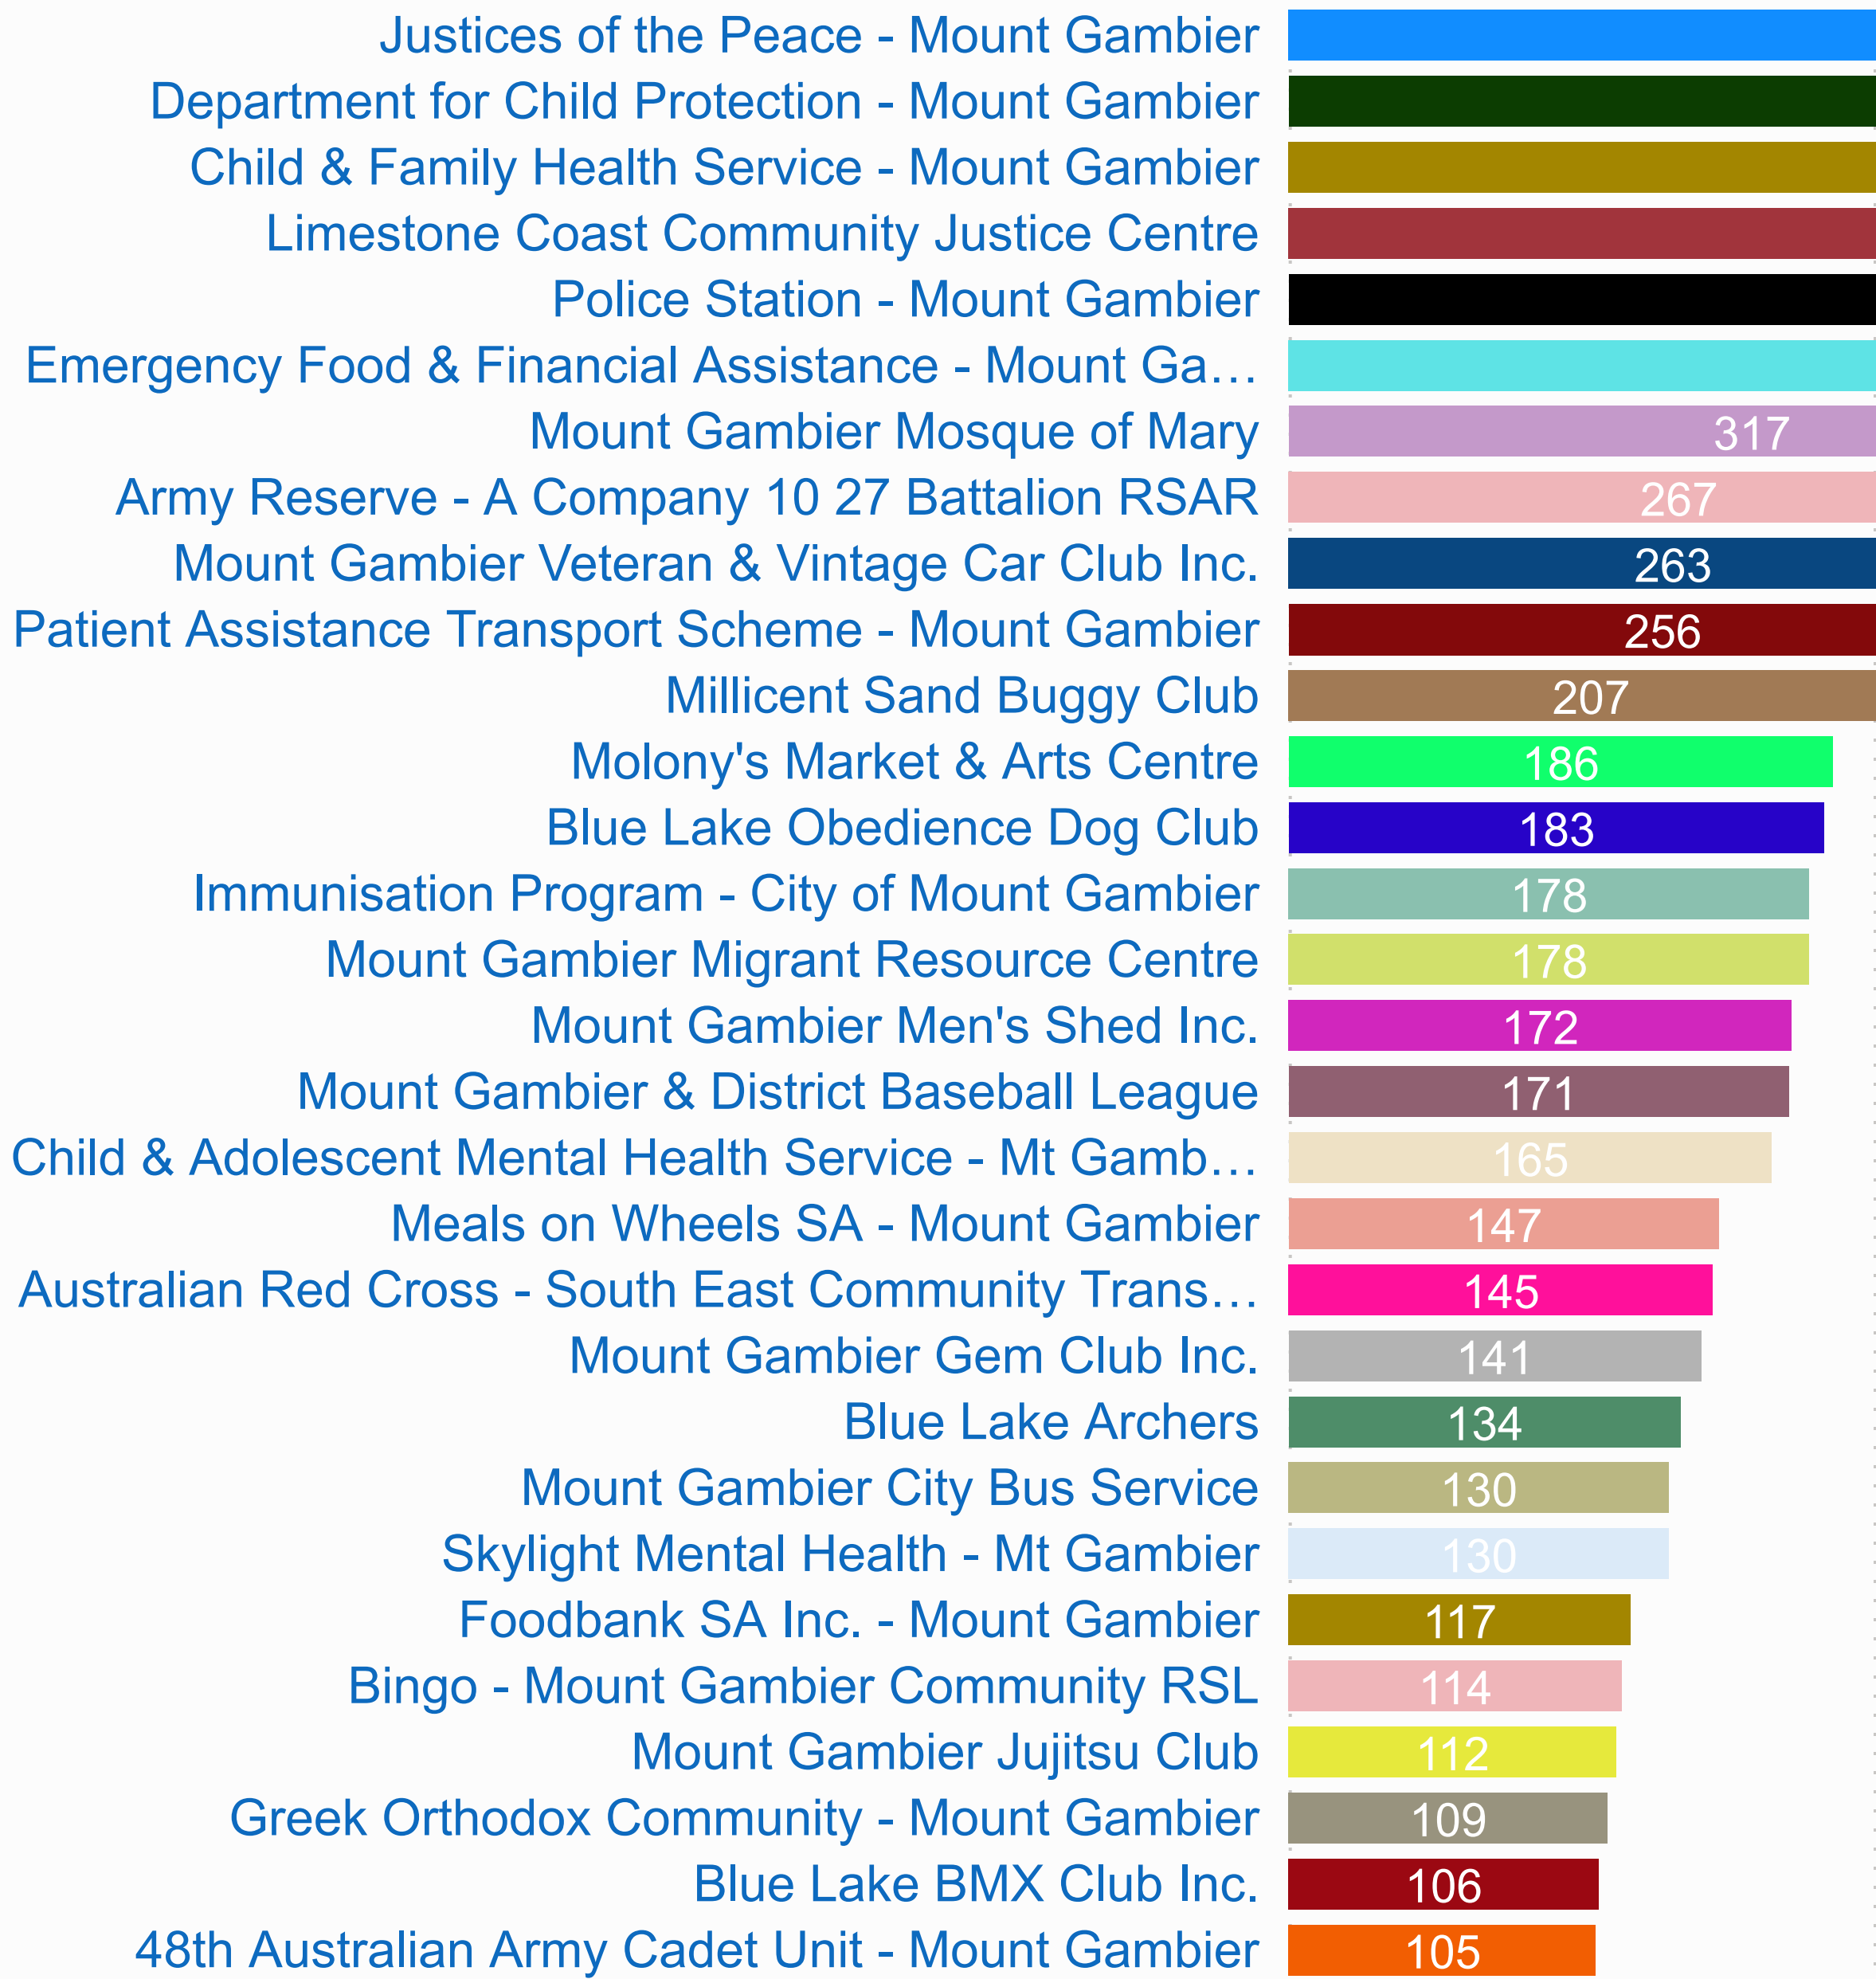 Justices of the Peace - Mount Gambier
Department for Child Protection - Mount Gambier
Child & Family Health Service - Mount Gambier
Limestone Coast Community Justice Centre
Police Station - Mount Gambier
Emergency Food & Financial Assistance - Mount Ga…
Mount Gambier Mosque of Mary 317
Army Reserve - A Company 10 27 Battalion RSAR 267
Mount Gambier Veteran & Vintage Car Club Inc. 263
Patient Assistance Transport Scheme - Mount Gambier 256
Millicent Sand Buggy Club 207
Molony's Market & Arts Centre 186
Blue Lake Obedience Dog Club 183
Immunisation Program - City of Mount Gambier 178
Mount Gambier Migrant Resource Centre 178
Mount Gambier Men's Shed Inc. 172
Mount Gambier & District Baseball League 171
Child & Adolescent Mental Health Service - Mt Gamb… 165
Meals on Wheels SA - Mount Gambier 147
Australian Red Cross - South East Community Trans… 145
Mount Gambier Gem Club Inc. 141
Blue Lake Archers 134
Mount Gambier City Bus Service 130
Skylight Mental Health - Mt Gambier 130
Foodbank SA Inc. - Mount Gambier 117
Bingo - Mount Gambier Community RSL 114
Mount Gambier Jujitsu Club 112
Greek Orthodox Community - Mount Gambier 109
Blue Lake BMX Club Inc. 106
48th Australian Army Cadet Unit - Mount Gambier 105